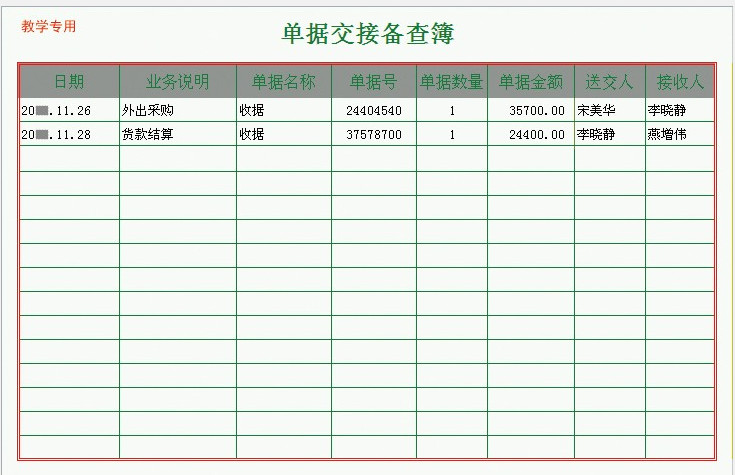 教学专用
单据交接备查簿
日期 业务说明 单据名称 单据号 单据数量 单据金额 送交人 接收人
20 .11.26 外出采购 收据 24404540 1 35700.00 宋美华 李晓静
20 .11.28 货款结算 收据 37578700 1 24400.00 李晓静 燕增伟